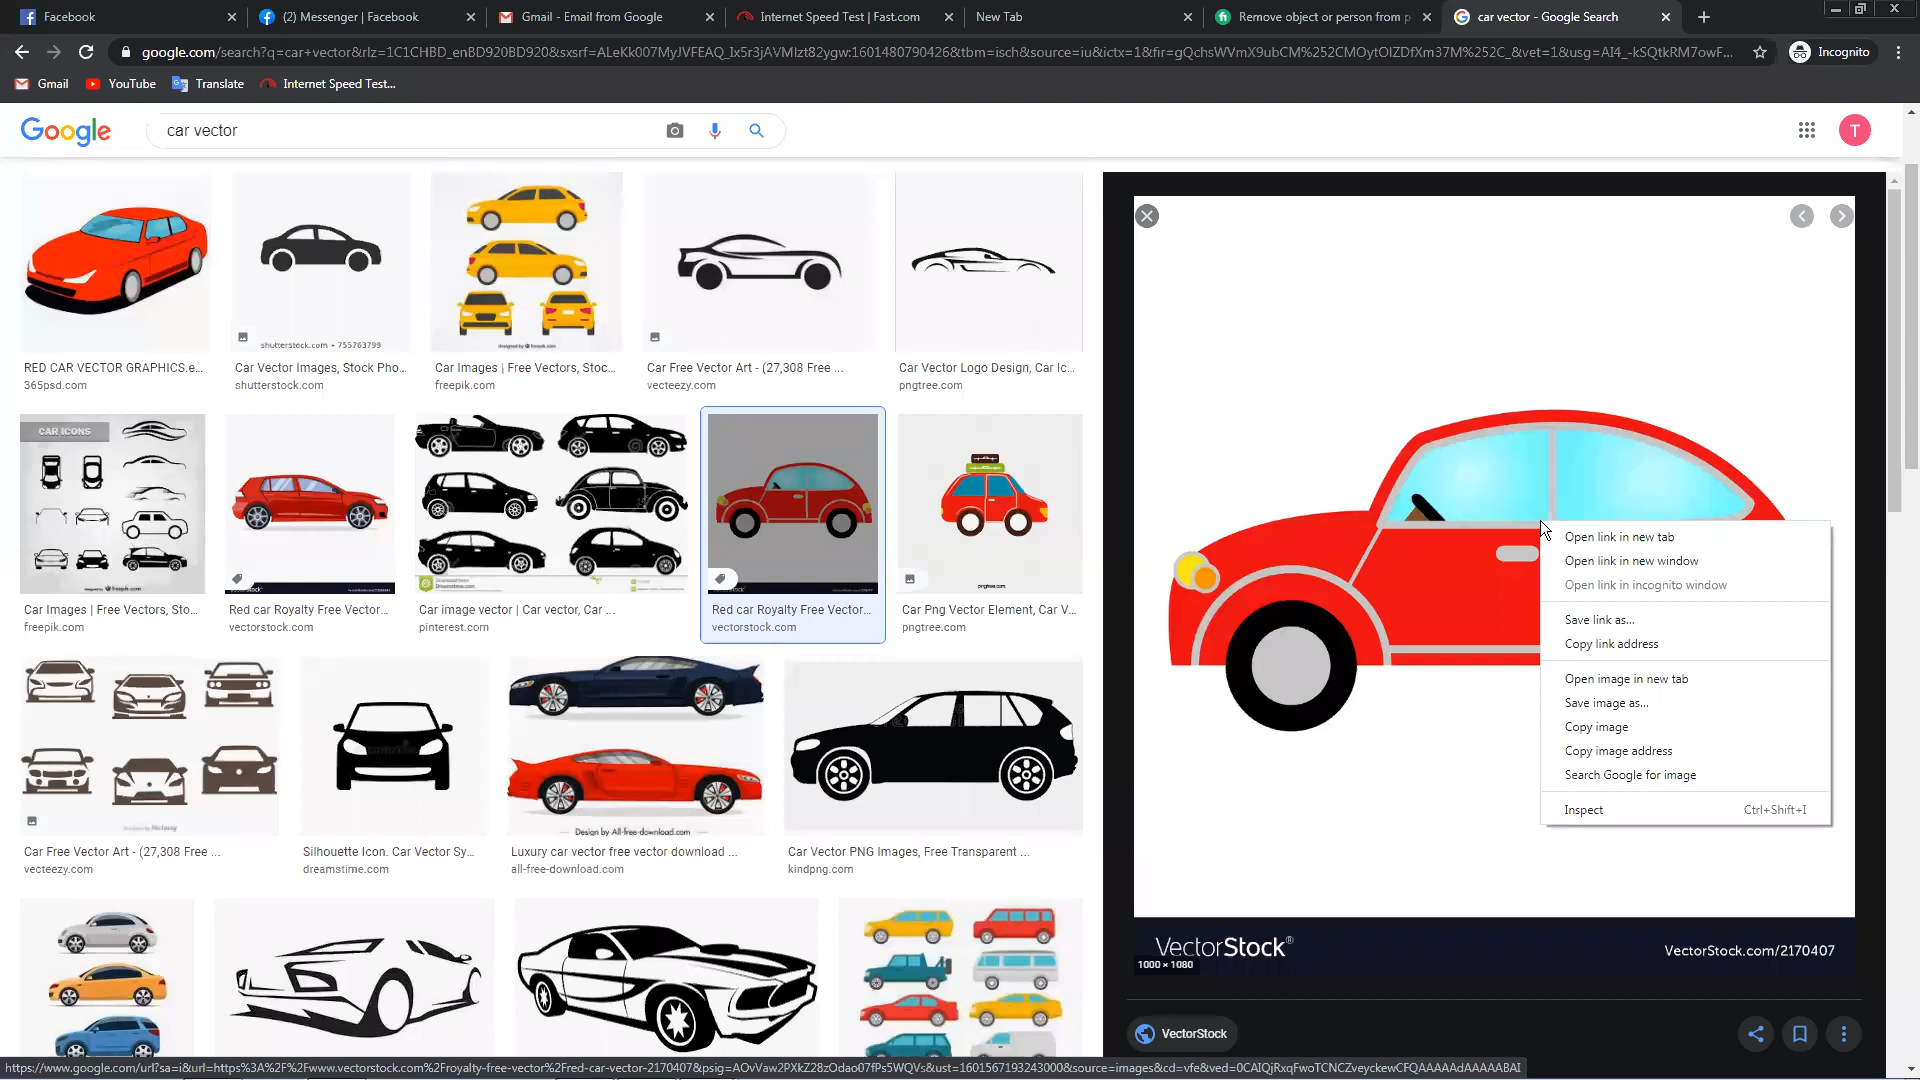 Facebook
(2) Messenger | Facebook
Gmail - Email from Google
Internet Speed Test | Fast.com
New Tab
Remove object or person from p
car vector - Google Search
google.com/search?q=car+vector&rlz=1C1CHBD_enBD920BD920&sxsrf=ALeKk007MyJVFEAQ_Ix5r3jAVMIzt82ygw:1601480790426&tbm=isch&source=iu&ictx=1&fir=gQchsWVmX9ubCM%252CMOytOIZDfXm37M%252C_&vet=1&usg=AI4_-kSQtkRM7owF...
Incognito
Gmail
YouTube
Translate
Internet Speed Test...
Google
car vector
T
shutterstock.com • 755763799
RED CAR VECTOR GRAPHICS.e...
365psd.com
Car Vector Images, Stock Pho...
shutterstock.com
Car Images | Free Vectors, Stoc...
freepik.com
Car Free Vector Art - (27,308 Free ...
vecteezy.com
Car Vector Logo Design, Car Ic...
pngtree.com
CAR ICONS
pngtree.com
Car Images | Free Vectors, Sto...
freepik.com
Red car Royalty Free Vector...
vectorstock.com
Car image vector | Car vector, Car ...
pinterest.com
Red car Royalty Free Vector...
vectorstock.com
Car Png Vector Element, Car V...
pngtree.com
Design by All-free-download.com
Car Free Vector Art - (27,308 Free ...
vecteezy.com
Silhouette Icon. Car Vector Sy...
dreamstime.com
Luxury car vector free vector download ...
all-free-download.com
Car Vector PNG Images, Free Transparent ...
kindpng.com
Open link in new tab
Open link in new window
Open link in incognito window
Save link as...
Copy link address
Open image in new tab
Save image as...
Copy image
Copy image address
Search Google for image
Inspect Ctrl+Shift+I
VectorStock®
VectorStock.com/2170407
1000 × 1080
VectorStock
https://www.google.com/url?sa=i&url=https%3A%2F%2Fwww.vectorstock.com%2Froyalty-free-vector%2Fred-car-vector-2170407&psig=AOvVaw2PXkZ28zOdao07fPs5WQVs&ust=1601567193243000&source=images&cd=vfe&ved=0CAIQjRxqFwoTCNCZveyckewCFQAAAAAdAAAAABAI